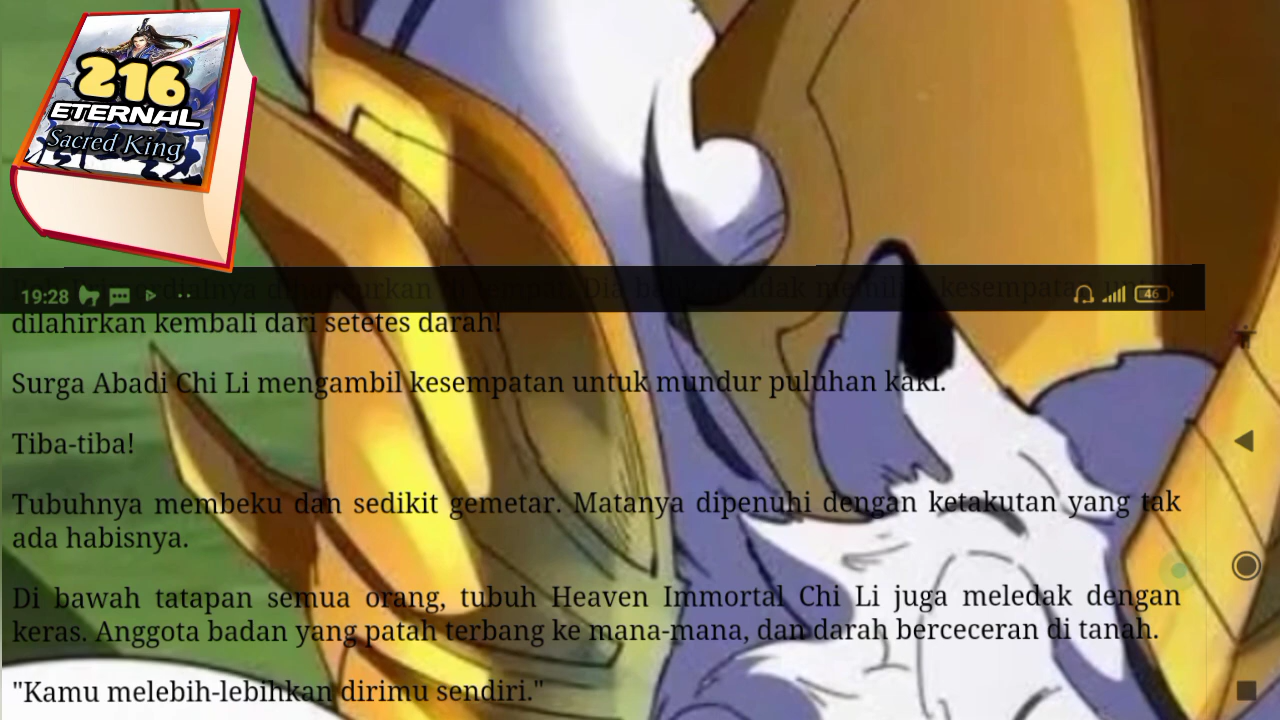 216
ETERNAL
Sacred King
19:28
46
dilahirkan kembali dari setetes darah!
Surga Abadi Chi Li mengambil kesempatan untuk mundur puluhan kaki.
Tiba-tiba!
Tubuhnya membeku dan sedikit gemetar. Matanya dipenuhi dengan ketakutan yang tak
ada habisnya.
Di bawah tatapan semua orang, tubuh Heaven Immortal Chi Li juga meledak dengan
keras. Anggota badan yang patah terbang ke mana-mana, dan darah berceceran di tanah.
"Kamu melebih-lebihkan dirimu sendiri."